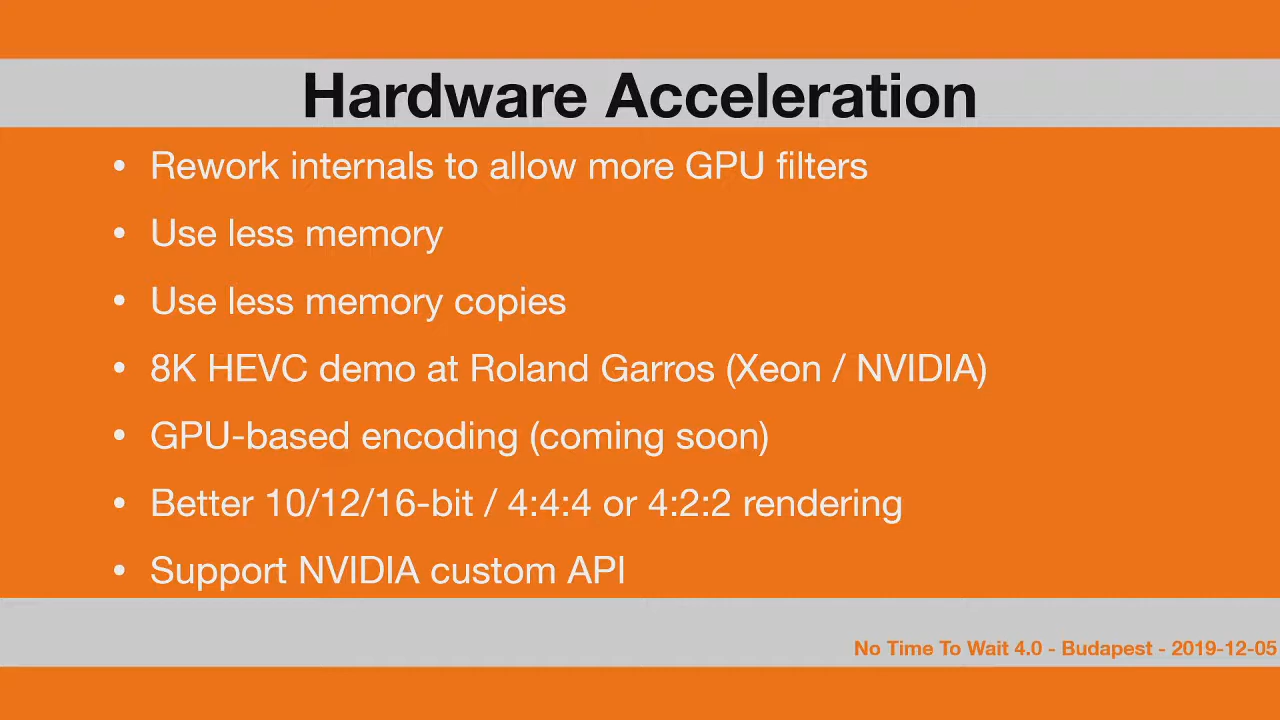 Hardware Acceleration
• Rework internals to allow more GPU filters
• Use less memory
• Use less memory copies
• 8K HEVC demo at Roland Garros (Xeon / NVIDIA)
• GPU-based encoding (coming soon)
• Better 10/12/16-bit / 4:4:4 or 4:2:2 rendering
• Support NVIDIA custom API
No Time To Wait 4.0 - Budapest - 2019-12-05